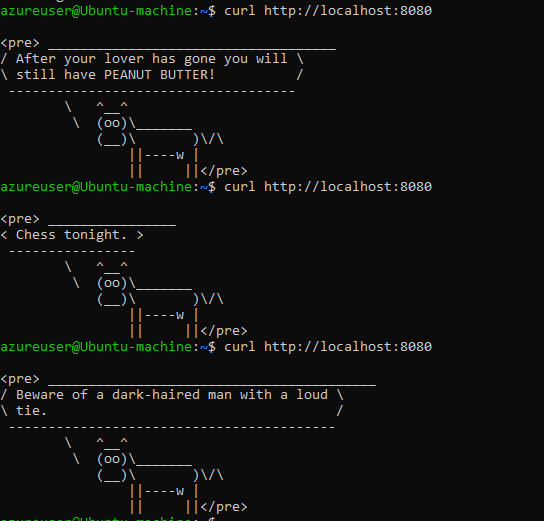 azureuser@Ubuntu-machine:~$ curl http://localhost:8080

<pre> ____________________________________
/ After your lover has gone you will \
\ still have PEANUT BUTTER!          /
 ------------------------------------
        \   ^__^
         \  (oo)\_______
            (__)\       )\/\
                ||----w |
                ||     ||</pre>
azureuser@Ubuntu-machine:~$ curl http://localhost:8080

<pre> ________________
< Chess tonight. >
 ----------------
        \   ^__^
         \  (oo)\_______
            (__)\       )\/\
                ||----w |
                ||     ||</pre>
azureuser@Ubuntu-machine:~$ curl http://localhost:8080

<pre> _________________________________________
/ Beware of a dark-haired man with a loud \
\ tie.                                    /
 -----------------------------------------
        \   ^__^
         \  (oo)\_______
            (__)\       )\/\
                ||----w |
                ||     ||</pre>